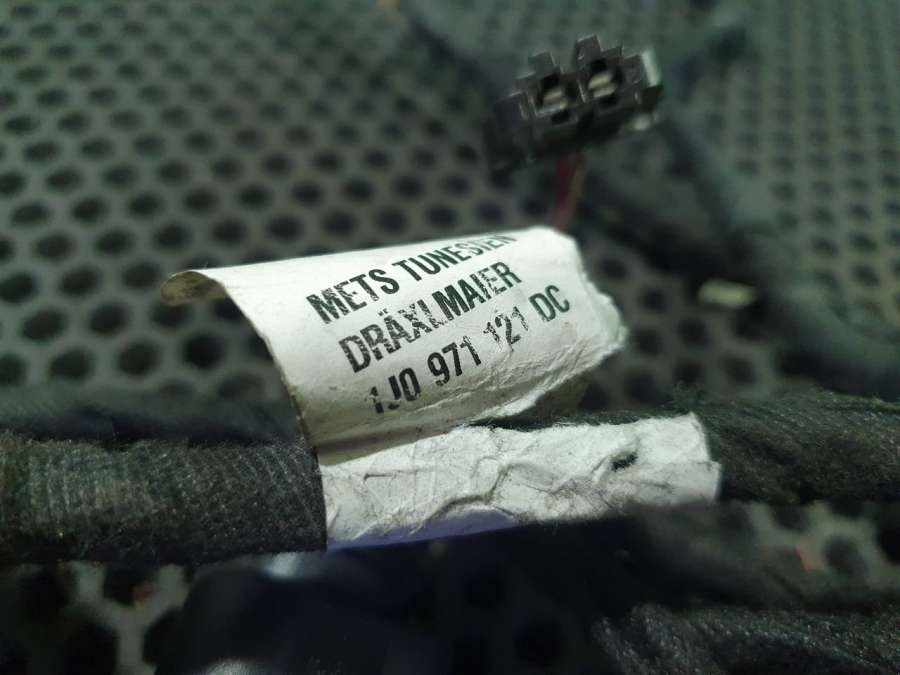 METS TUNESIEN
DRÄXLMAIER
1J0 971 121 DC